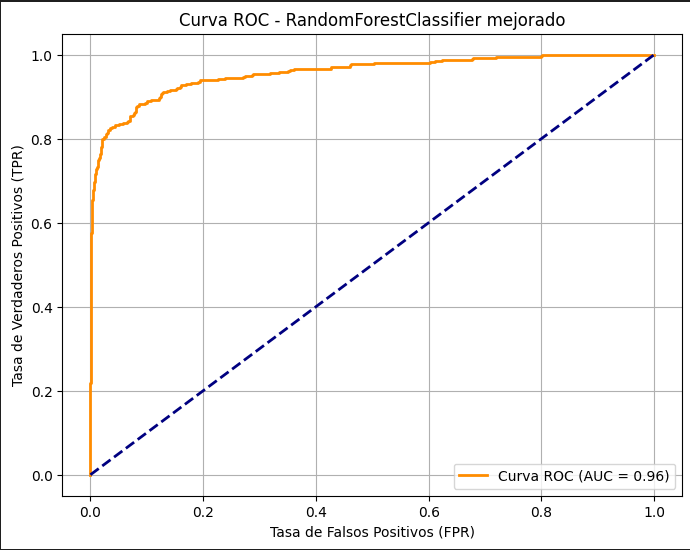 Curva ROC - RandomForestClassifier mejorado
Tasa de Verdaderos Positivos (TPR)
1.0
0.8
0.6
0.4
0.2
0.0
Curva ROC (AUC = 0.96)
0.0 0.2 0.4 0.6 0.8 1.0
Tasa de Falsos Positivos (FPR)